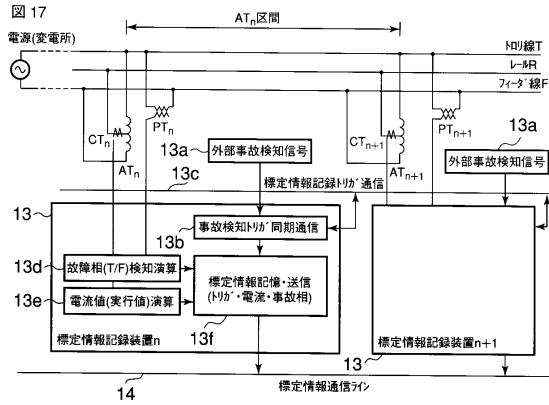 図 17
ATn区間
電源(変電所)
トロリ線T
レールR
フィーダ線F
CTn
PTn
ATn
CTn+1
PTn+1
ATn+1
13a
外部事故検知信号
13a
外部事故検知信号
13c
標定情報記録トリガ通信
13
13b
事故検知トリガ同期通信
13d
故障相(T/F)検知演算
13e
電流値(実行値)演算
標定情報記憶・送信
(トリガ・電流・事故相)
13f
標定情報記録装置n
13
標定情報記録装置n+1
14
標定情報通信ライン